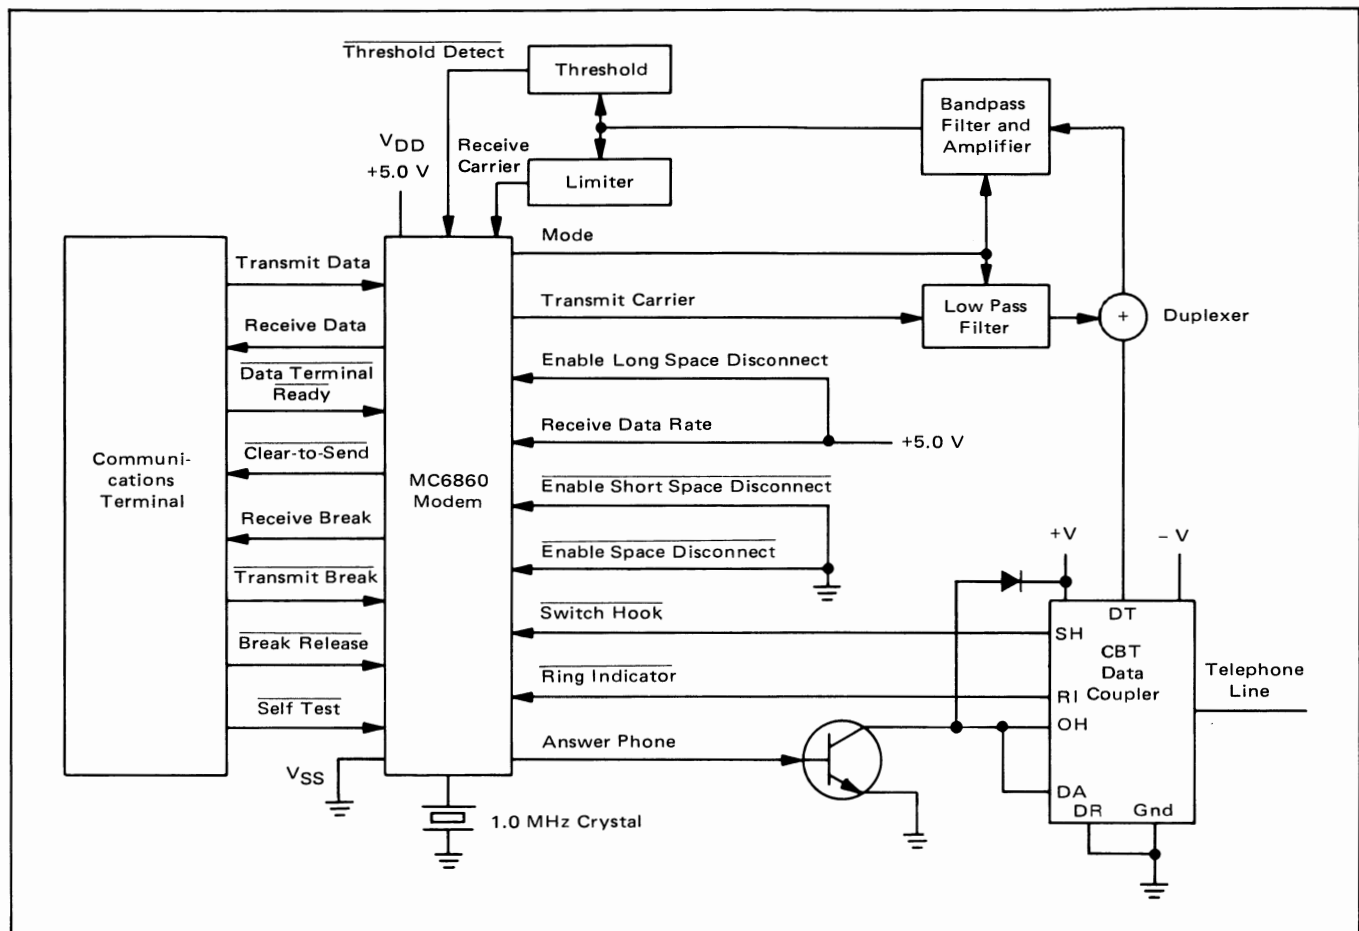 Threshold Detect
Threshold
Bandpass
Filter and
Amplifier
VDD
+5.0 V
Receive
Carrier
Limiter
Mode
Transmit Data
Transmit Carrier
Low Pass
Filter
+
Duplexer
Receive Data
Enable Long Space Disconnect
Data Terminal
Ready
Receive Data Rate
+5.0 V
Clear-to-Send
Communi-
cations
Terminal
MC6860
Modem
Enable Short Space Disconnect
Receive Break
Enable Space Disconnect
+V
– V
Transmit Break
Switch Hook
DT
SH
CBT
Data
Coupler
Break Release
Ring Indicator
RI
Telephone
Line
Self Test
Answer Phone
OH
VSS
DA
DR
Gnd
1.0 MHz Crystal